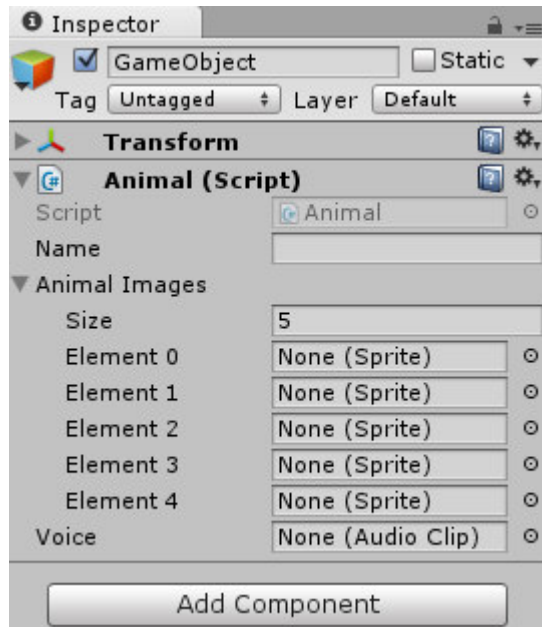 Inspector
GameObject Static
Tag Untagged Layer Default
Transform
Animal (Script)
Script Animal
Name
Animal Images
Size 5
Element 0 None (Sprite)
Element 1 None (Sprite)
Element 2 None (Sprite)
Element 3 None (Sprite)
Element 4 None (Sprite)
Voice None (Audio Clip)
Add Component